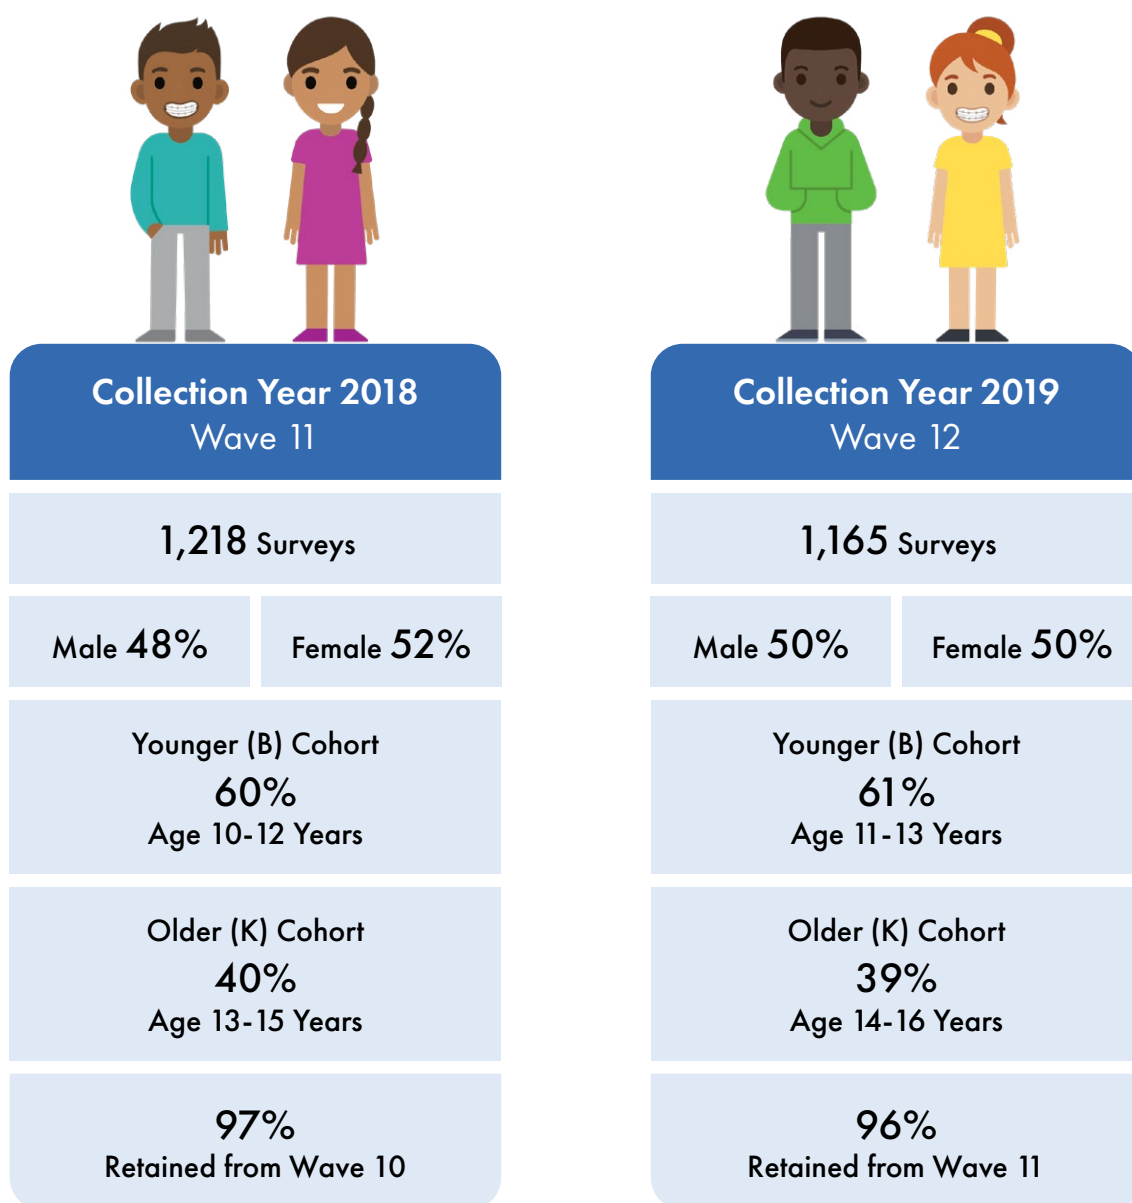 Collection Year 2018
Wave 11
1,218 Surveys
Male 48%
Female 52%
Younger (B) Cohort
60%
Age 10-12 Years
Older (K) Cohort
40%
Age 13-15 Years
97%
Retained from Wave 10
Collection Year 2019
Wave 12
1,165 Surveys
Male 50%
Female 50%
Younger (B) Cohort
61%
Age 11-13 Years
Older (K) Cohort
39%
Age 14-16 Years
96%
Retained from Wave 11